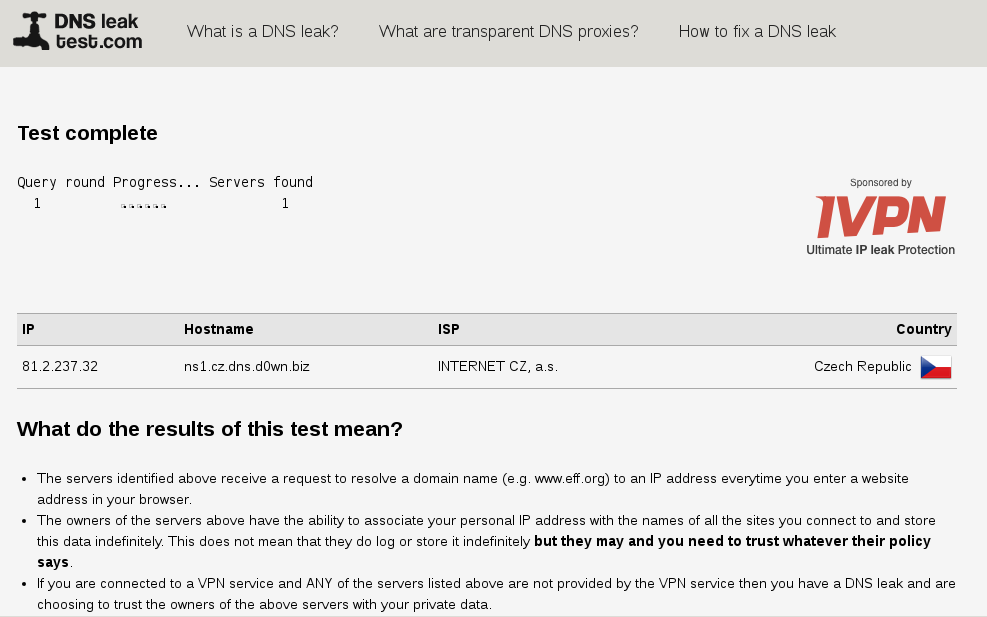 DNS leak
test.com
What is a DNS leak? What are transparent DNS proxies? How to fix a DNS leak
Test complete
Query round Progress... Servers found
1 ...... 1
Sponsored by
IVPN
Ultimate IP leak Protection
IP Hostname ISP Country
81.2.237.32 ns1.cz.dns.d0wn.biz INTERNET CZ, a.s. Czech Republic
What do the results of this test mean?
• The servers identified above receive a request to resolve a domain name (e.g. www.eff.org) to an IP address everytime you enter a website
address in your browser.
• The owners of the servers above have the ability to associate your personal IP address with the names of all the sites you connect to and store
this data indefinitely. This does not mean that they do log or store it indefinitely but they may and you need to trust whatever their policy
says.
• If you are connected to a VPN service and ANY of the servers listed above are not provided by the VPN service then you have a DNS leak and are
choosing to trust the owners of the above servers with your private data.